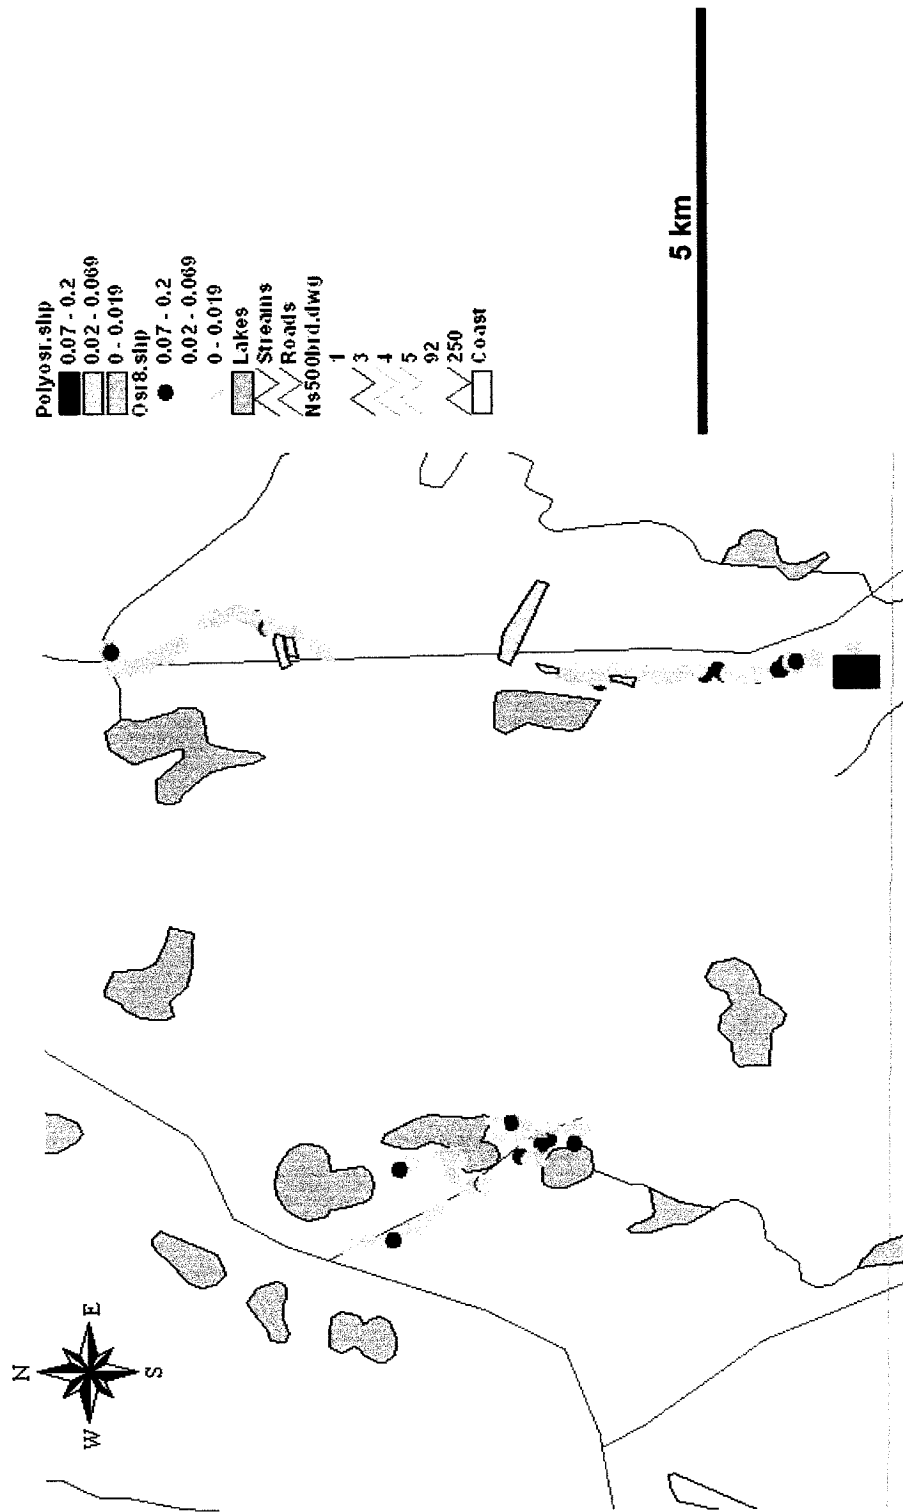 N
W E
S
Polyosr.shp
0.07 - 0.2
0.02 - 0.069
0 - 0.019
Osr8.shp
0.07 - 0.2
0.02 - 0.069
0 - 0.019
Lakes
Streams
Roads
Ns500hrd.dwg
1
3
4
5
92
250
Coast
5 km